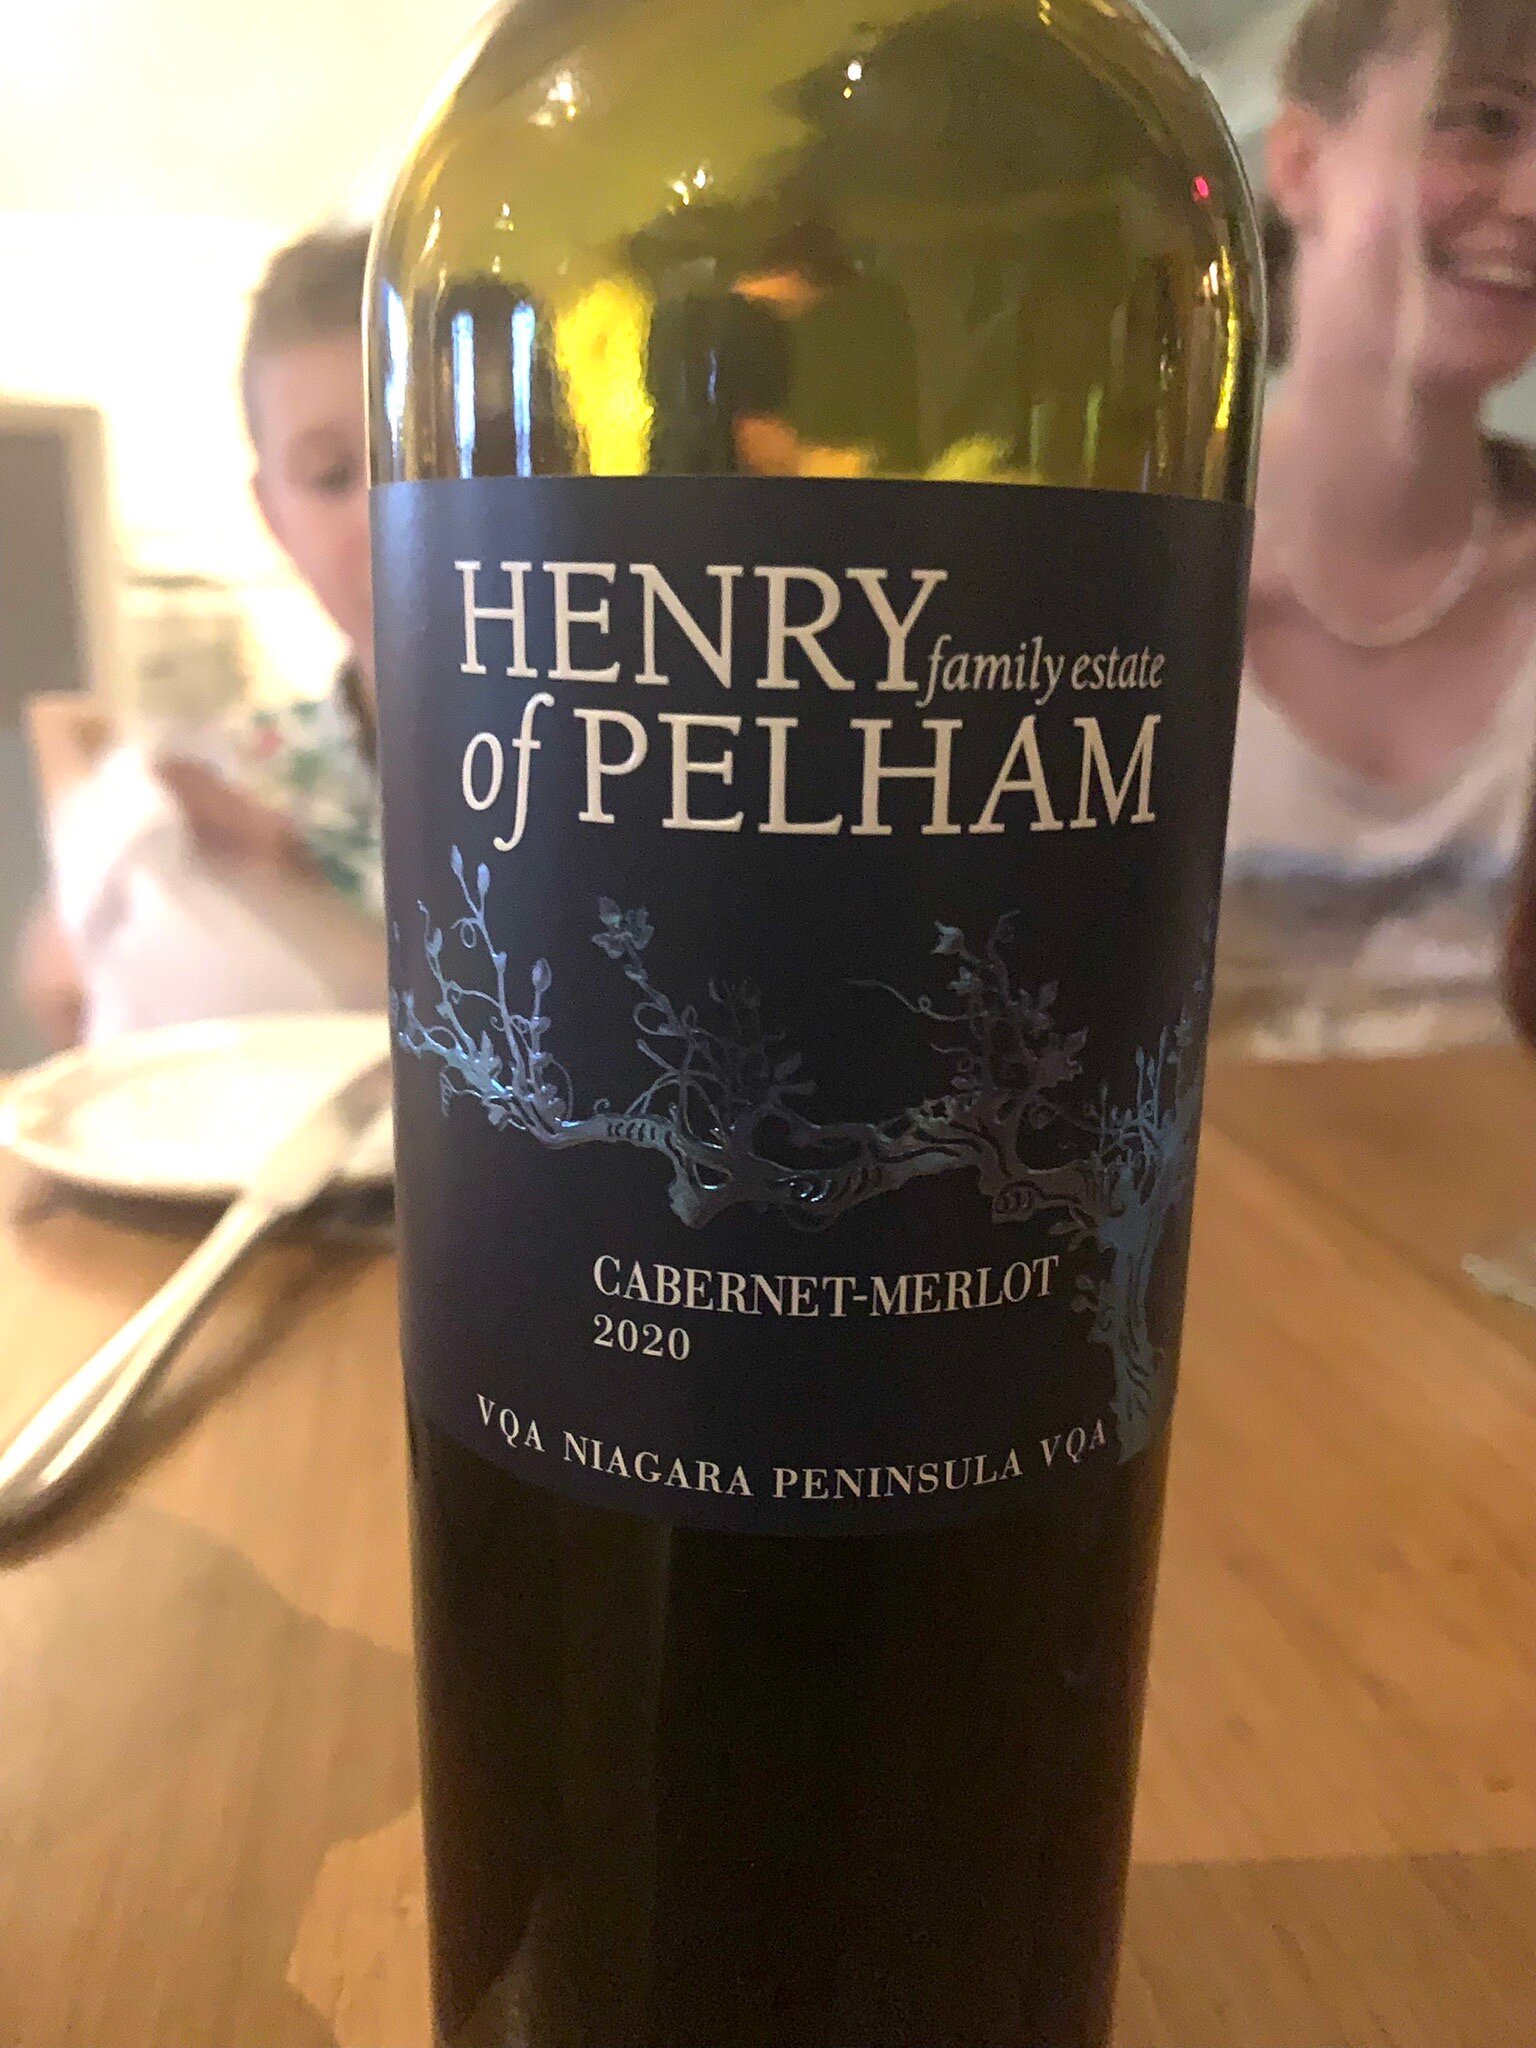 HENRY family estate
of PELHAM
CABERNET-MERLOT
2020
VQA NIAGARA PENINSULA VQA